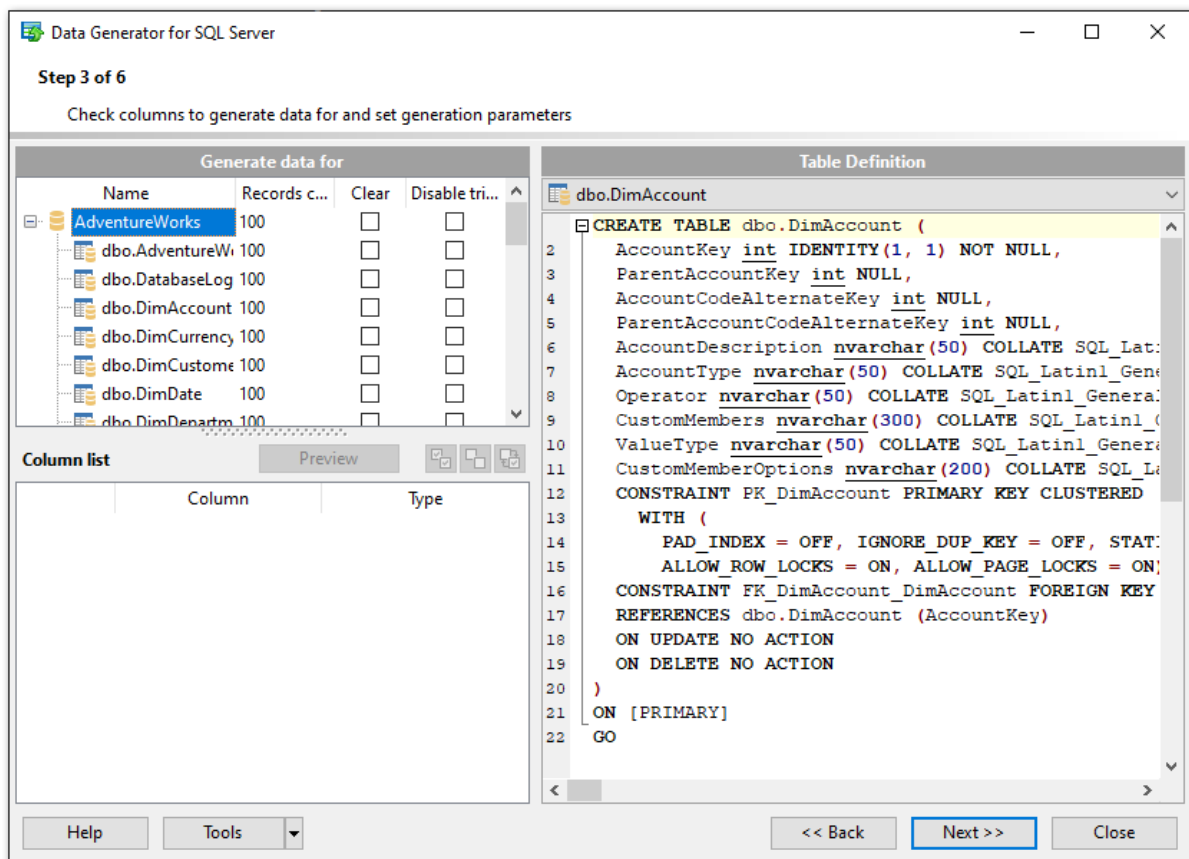 Data Generator for SQL Server
Step 3 of 6
Check columns to generate data for and set generation parameters
Generate data for
Name Records c... Clear Disable tri...
AdventureWorks 100
dbo.AdventureW 100
dbo.DatabaseLog 100
dbo.DimAccount 100
dbo.DimCurrency 100
dbo.DimCustome 100
dbo.DimDate 100
dbo.DimDepartm 100
Column list Preview
Column Type
Table Definition
dbo.DimAccount
CREATE TABLE dbo.DimAccount (
2 AccountKey int IDENTITY(1, 1) NOT NULL,
3 ParentAccountKey int NULL,
4 AccountCodeAlternateKey int NULL,
5 ParentAccountCodeAlternateKey int NULL,
6 AccountDescription nvarchar(50) COLLATE SQL_Lati
7 AccountType nvarchar(50) COLLATE SQL_Latin1_Gene
8 Operator nvarchar(50) COLLATE SQL_Latin1_General
9 CustomMembers nvarchar(300) COLLATE SQL_Latin1_G
10 ValueType nvarchar(50) COLLATE SQL_Latin1_Genera
11 CustomMemberOptions nvarchar(200) COLLATE SQL_La
12 CONSTRAINT PK_DimAccount PRIMARY KEY CLUSTERED
13 WITH (
14 PAD_INDEX = OFF, IGNORE_DUP_KEY = OFF, STATI
15 ALLOW_ROW_LOCKS = ON, ALLOW_PAGE_LOCKS = ON)
16 CONSTRAINT FK_DimAccount_DimAccount FOREIGN KEY
17 REFERENCES dbo.DimAccount (AccountKey)
18 ON UPDATE NO ACTION
19 ON DELETE NO ACTION
20 )
21 ON [PRIMARY]
22 GO
Help Tools << Back Next >> Close